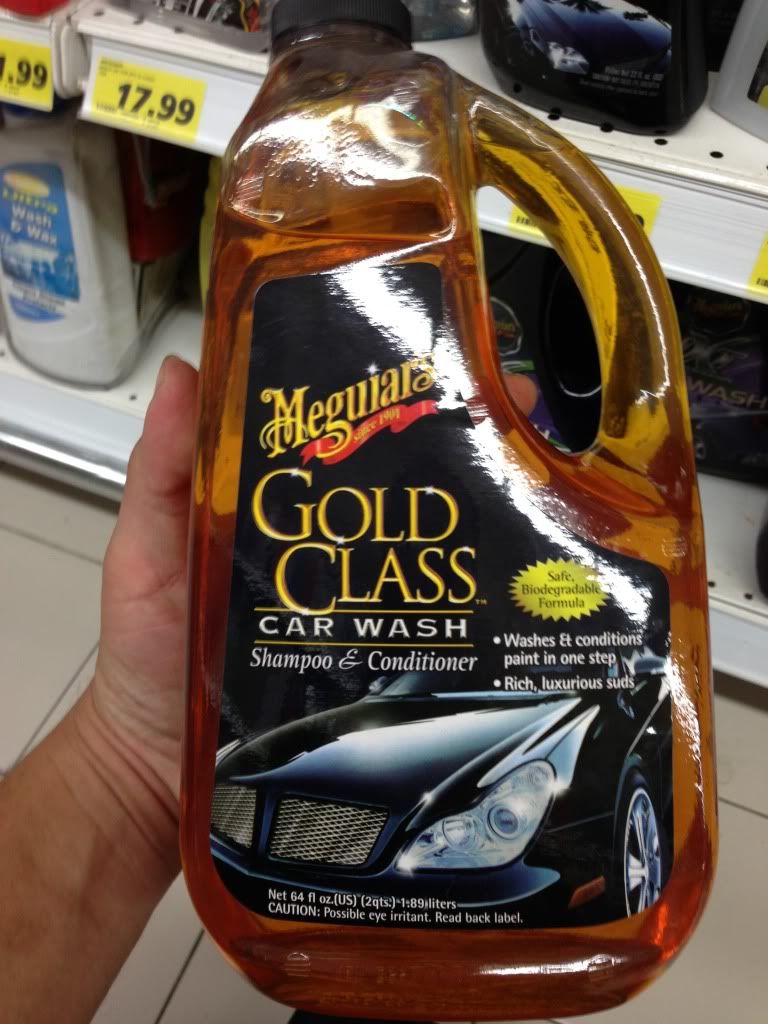 1.99
17.99
Wash
& Wax
Meguiar's
since 1901
GOLD
CLASS™
CAR WASH
Shampoo & Conditioner
Safe,
Biodegradable
Formula
• Washes & conditions
paint in one step
• Rich, luxurious suds
Net 64 fl oz.(US) (2qts.) 1.89 liters
CAUTION: Possible eye irritant. Read back label.
WASH